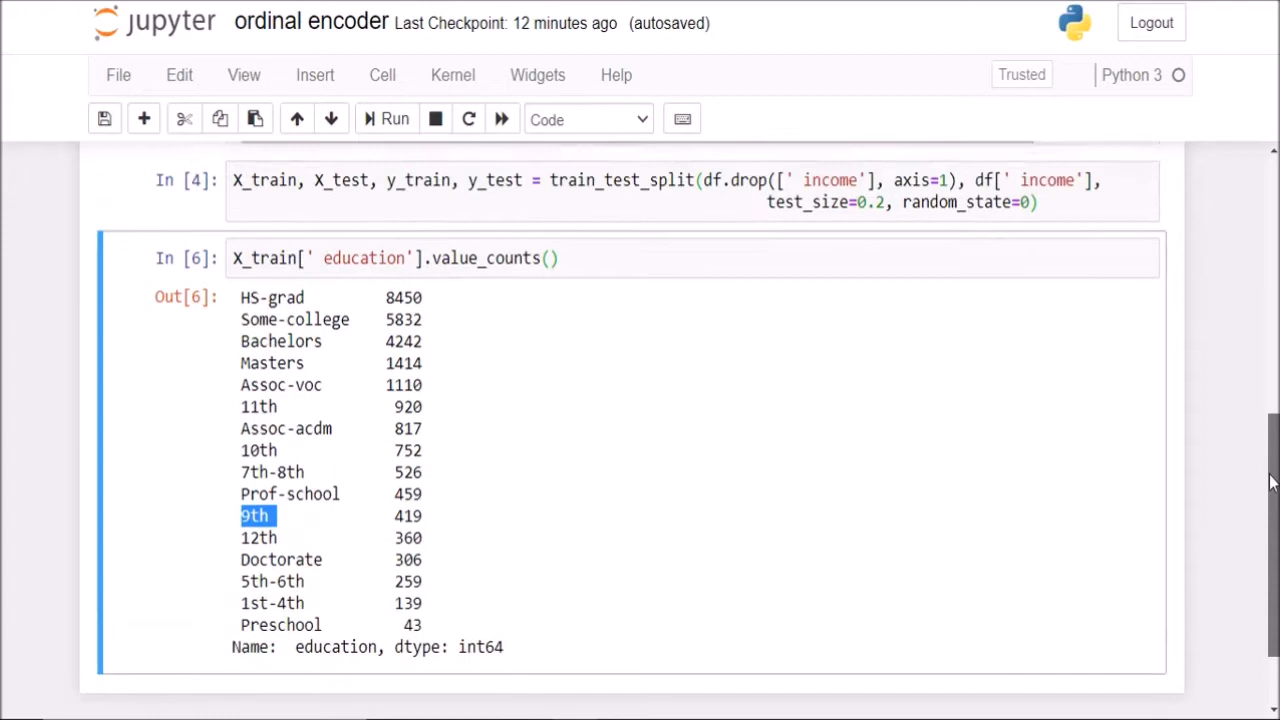 jupyter ordinal encoder Last Checkpoint: 12 minutes ago (autosaved) Logout
File Edit View Insert Cell Kernel Widgets Help Trusted Python 3
Run Code
In [4]: X_train, X_test, y_train, y_test = train_test_split(df.drop([' income'], axis=1), df[' income'],
test_size=0.2, random_state=0)
In [6]: X_train[' education'].value_counts()
Out[6]: HS-grad 8450
Some-college 5832
Bachelors 4242
Masters 1414
Assoc-voc 1110
11th 920
Assoc-acdm 817
10th 752
7th-8th 526
Prof-school 459
9th 419
12th 360
Doctorate 306
5th-6th 259
1st-4th 139
Preschool 43
Name: education, dtype: int64